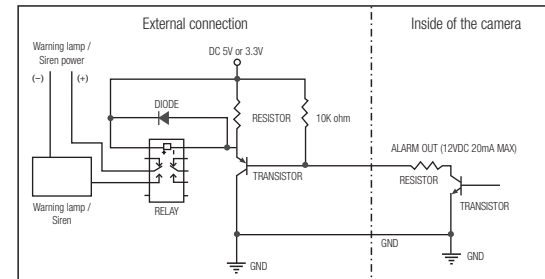 External connection
Inside of the camera
Warning lamp /
Siren power
(−)
(+)
DC 5V or 3.3V
DIODE
RESISTOR
10K ohm
ALARM OUT (12VDC 20mA MAX)
RESISTOR
TRANSISTOR
TRANSISTOR
+
-
RELAY
Warning lamp /
Siren
GND
GND
GND